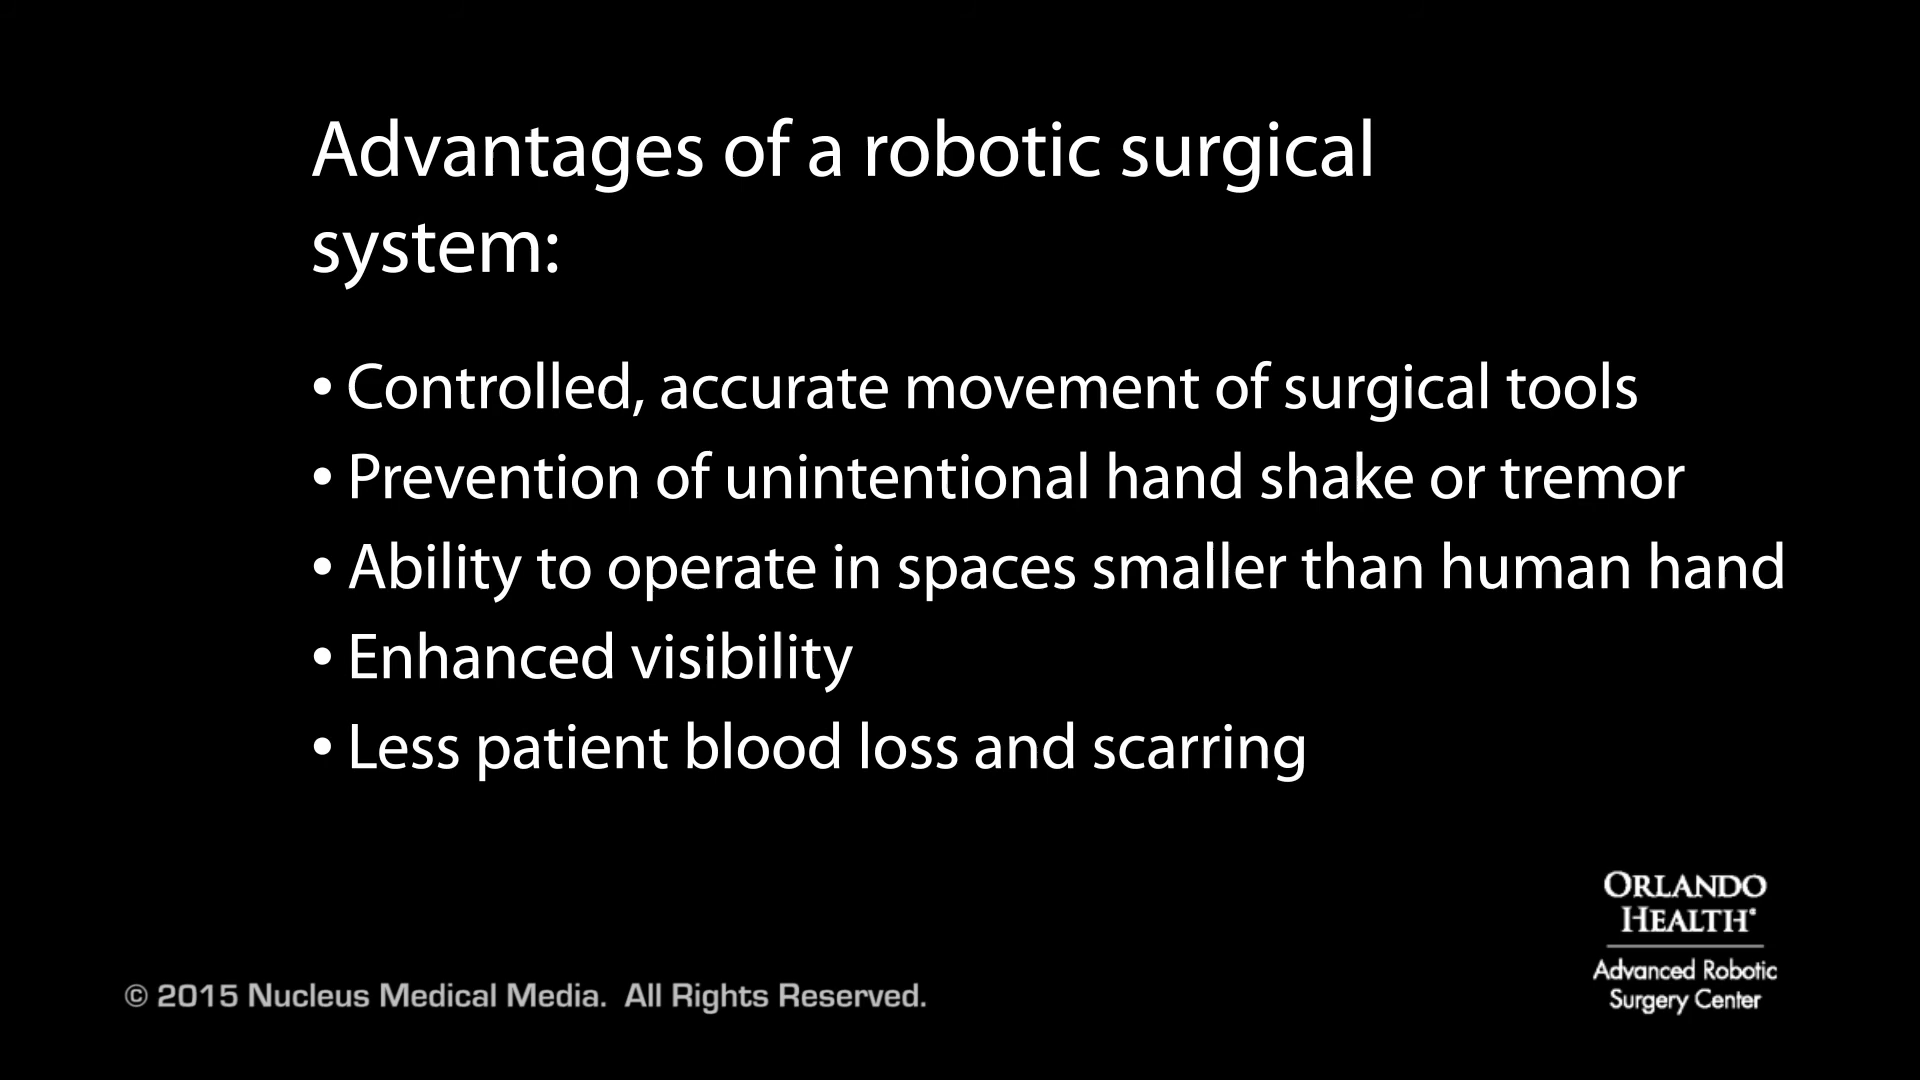 Advantages of a robotic surgical
system:
• Controlled, accurate movement of surgical tools
• Prevention of unintentional hand shake or tremor
• Ability to operate in spaces smaller than human hand
• Enhanced visibility
• Less patient blood loss and scarring
ORLANDO
HEALTH®
Advanced Robotic
Surgery Center
© 2015 Nucleus Medical Media. All Rights Reserved.